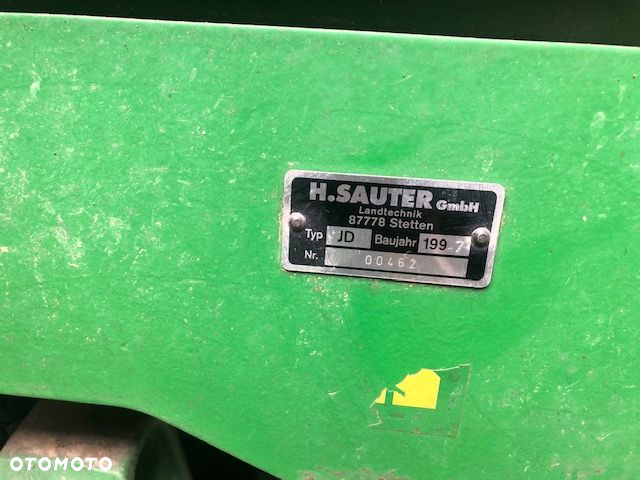 H.SAUTER GmbH
Landtechnik
87778 Stetten
Typ JD Baujahr 1997
Nr. 00462
OTOMOTO